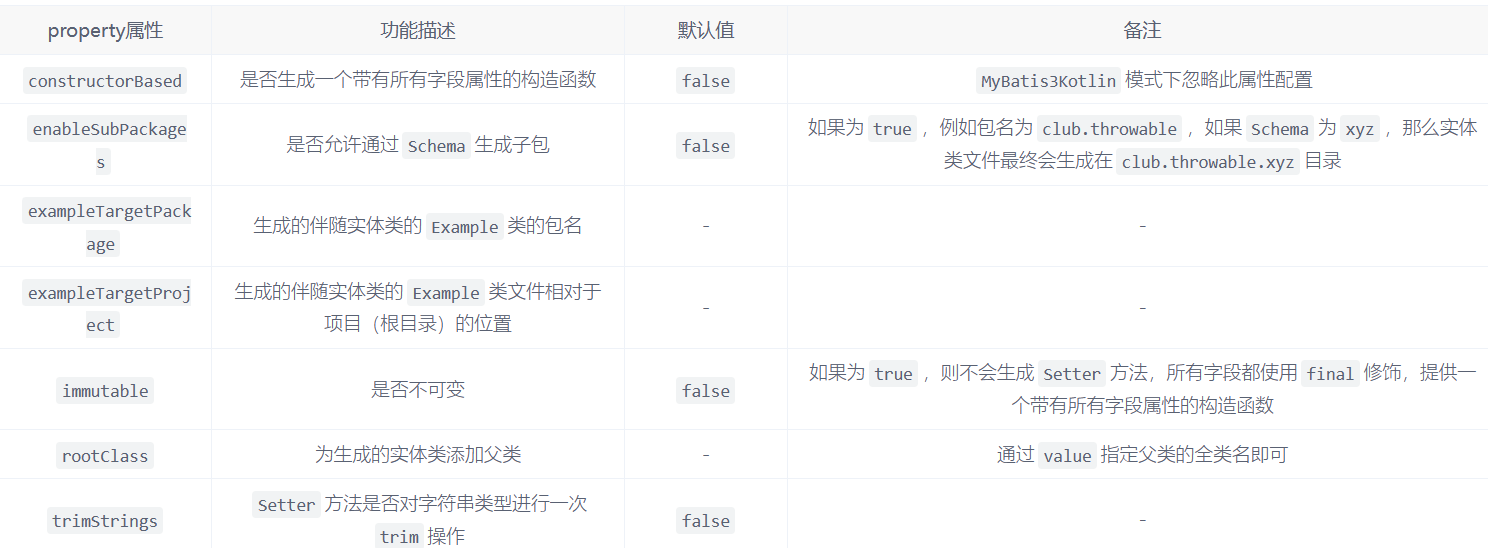 property属性 功能描述 默认值 备注
constructorBased 是否生成一个带有所有字段属性的构造函数 false MyBatis3Kotlin 模式下忽略此属性配置
enableSubPackage
s
是否允许通过 Schema 生成子包
false
如果为 true ，例如包名为 club.throwable ，如果 Schema 为 xyz ，那么实体
类文件最终会生成在 club.throwable.xyz 目录
exampleTargetPack
age
生成的伴随实体类的 Example 类的包名
-
-
exampleTargetProj
ect
生成的伴随实体类的 Example 类文件相对于
项目（根目录）的位置
-
-
immutable
是否不可变
false
如果为 true ，则不会生成 Setter 方法，所有字段都使用 final 修饰，提供一
个带有所有字段属性的构造函数
rootClass 为生成的实体类添加父类 - 通过 value 指定父类的全类名即可
trimStrings
Setter 方法是否对字符串类型进行一次
trim 操作
false
-